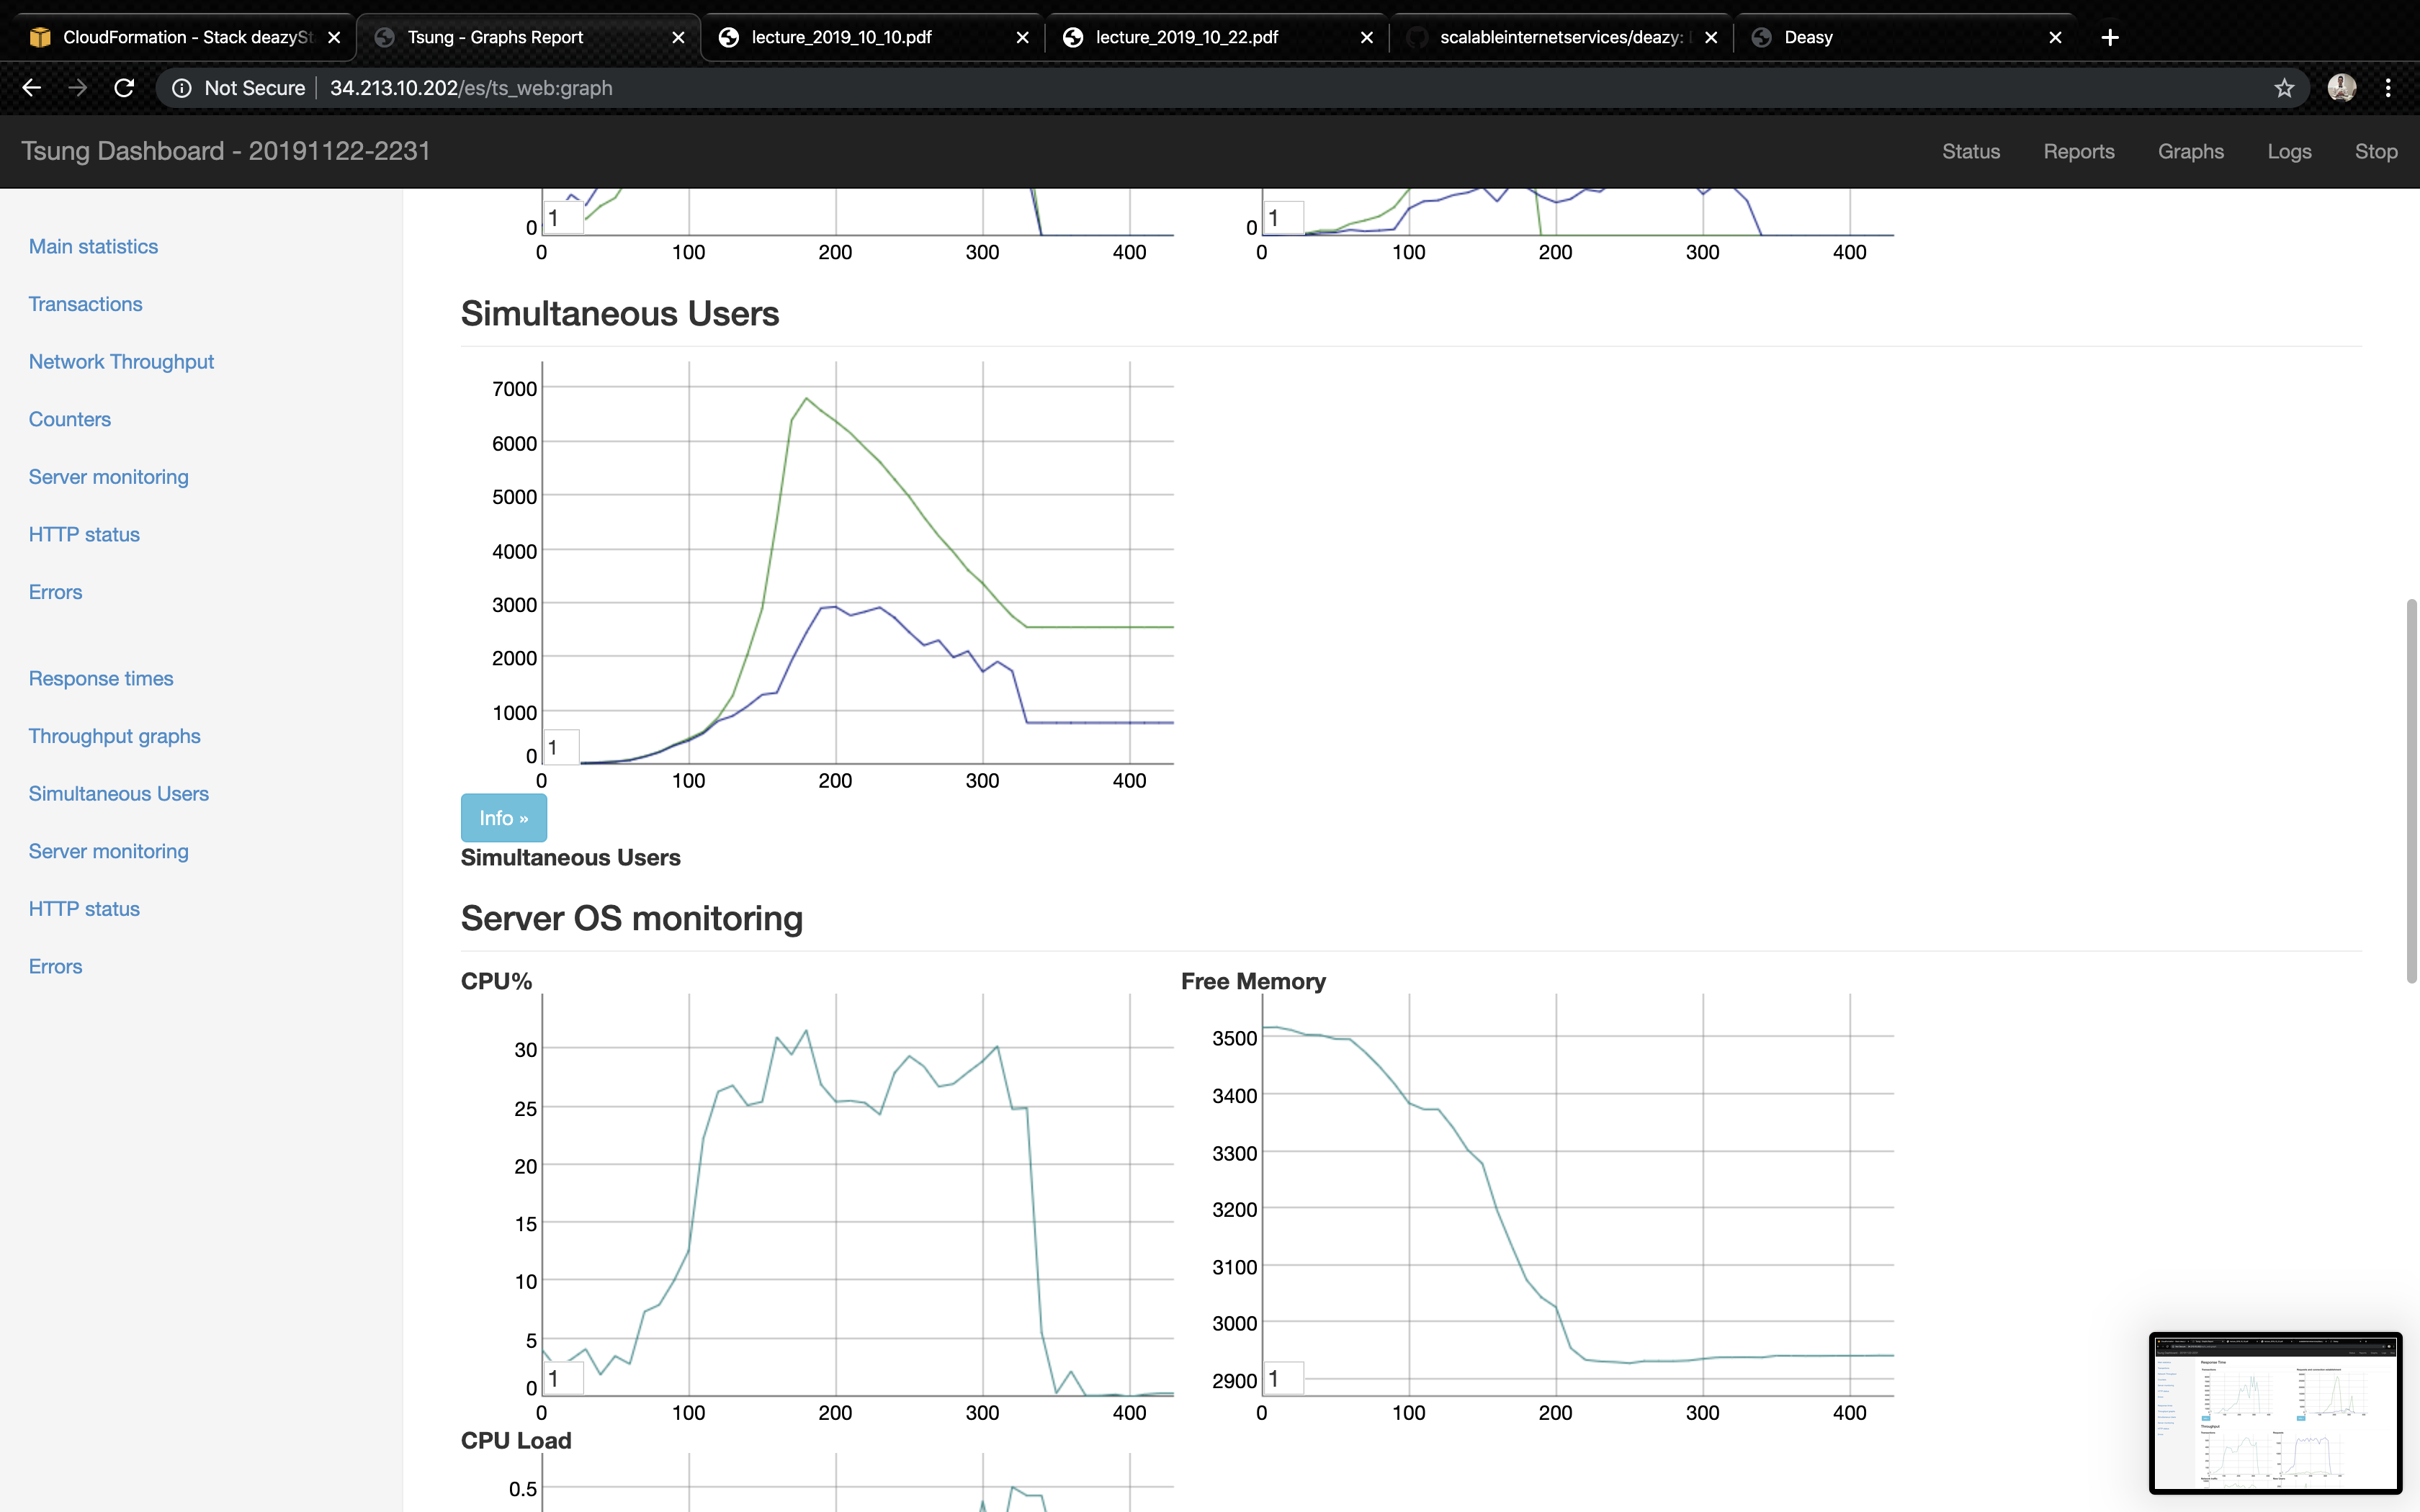 CloudFormation - Stack deazySt
Tsung - Graphs Report
lecture_2019_10_10.pdf
lecture_2019_10_22.pdf
scalableinternetservices/deazy:
Deasy
Not Secure
34.213.10.202/es/ts_web:graph
Tsung Dashboard - 20191122-2231
Status
Reports
Graphs
Logs
Stop
Main statistics
Transactions
Network Throughput
Counters
Server monitoring
HTTP status
Errors
Response times
Throughput graphs
Simultaneous Users
Server monitoring
HTTP status
Errors
0
1
0 100 200 300 400
0
1
0 100 200 300 400
Simultaneous Users
7000
6000
5000
4000
3000
2000
1000
0
1
0 100 200 300 400
Info »
Simultaneous Users
Server OS monitoring
CPU%
30
25
20
15
10
5
0
1
0 100 200 300 400
Free Memory
3500
3400
3300
3200
3100
3000
2900
1
0 100 200 300 400
CPU Load
0.5